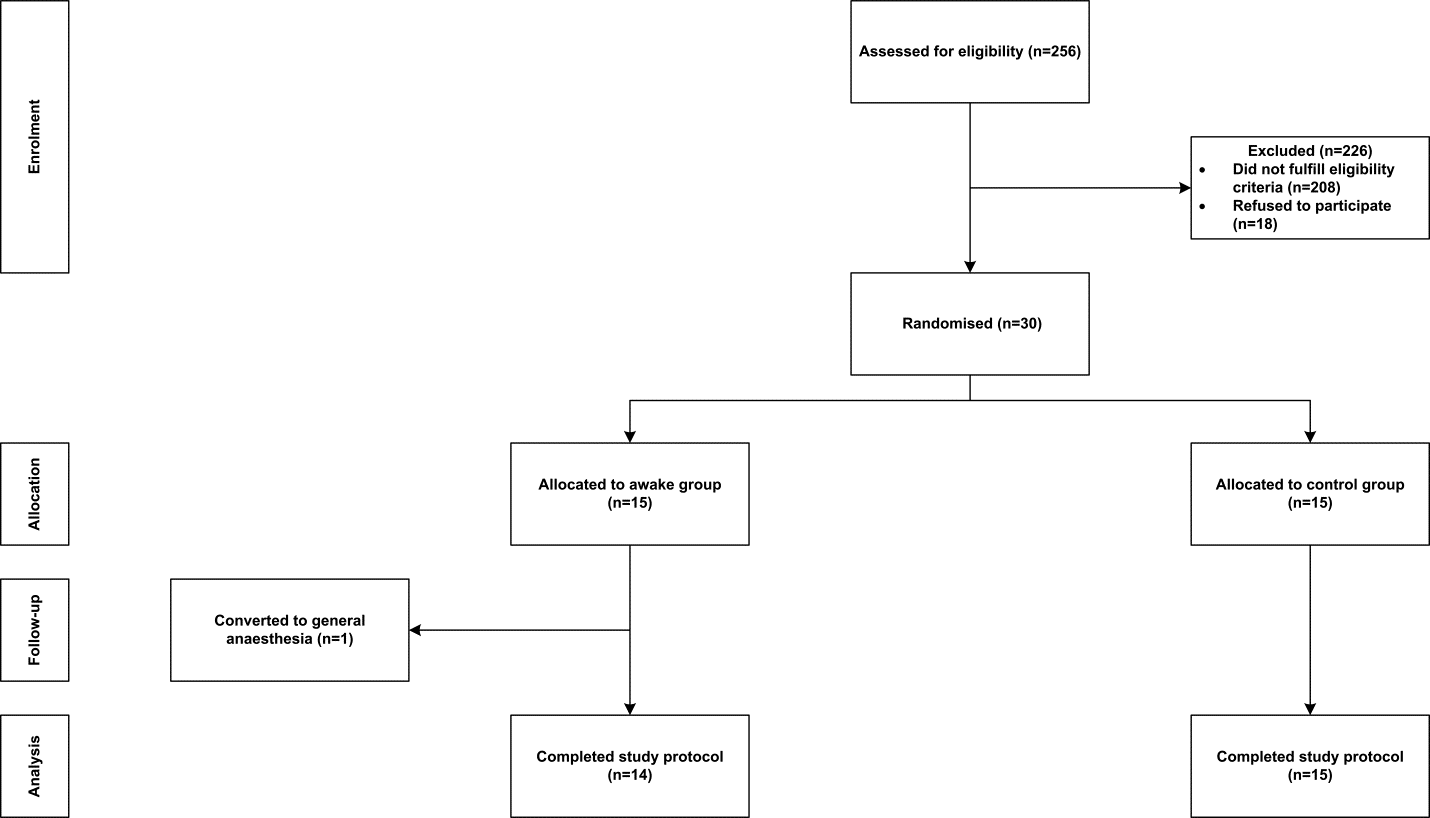 Enrolment
Assessed for eligibility (n=256)
Excluded (n=226)
• Did not fulfill eligibility
criteria (n=208)
• Refused to participate
(n=18)
Randomised (n=30)
Allocation
Allocated to awake group
(n=15)
Allocated to control group
(n=15)
Follow-up
Converted to general
anaesthesia (n=1)
Analysis
Completed study protocol
(n=14)
Completed study protocol
(n=15)